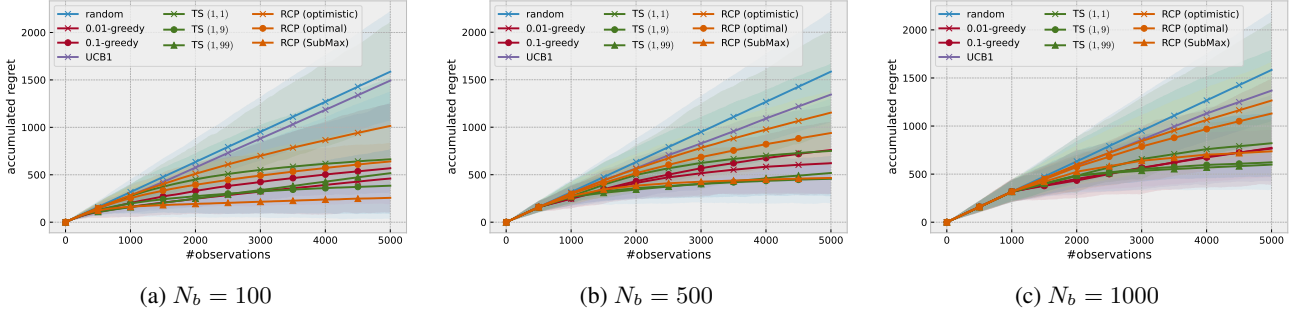 accumulated regret
2000
1500
1000
500
0
random
0.01-greedy
0.1-greedy
UCB1
TS (1, 1)
TS (1, 9)
TS (1, 99)
RCP (optimistic)
RCP (optimal)
RCP (SubMax)
0 1000 2000 3000 4000 5000
#observations
(a) N_b = 100
accumulated regret
2000
1500
1000
500
0
random
0.01-greedy
0.1-greedy
UCB1
TS (1, 1)
TS (1, 9)
TS (1, 99)
RCP (optimistic)
RCP (optimal)
RCP (SubMax)
0 1000 2000 3000 4000 5000
#observations
(b) N_b = 500
accumulated regret
2000
1500
1000
500
0
random
0.01-greedy
0.1-greedy
UCB1
TS (1, 1)
TS (1, 9)
TS (1, 99)
RCP (optimistic)
RCP (optimal)
RCP (SubMax)
0 1000 2000 3000 4000 5000
#observations
(c) N_b = 1000